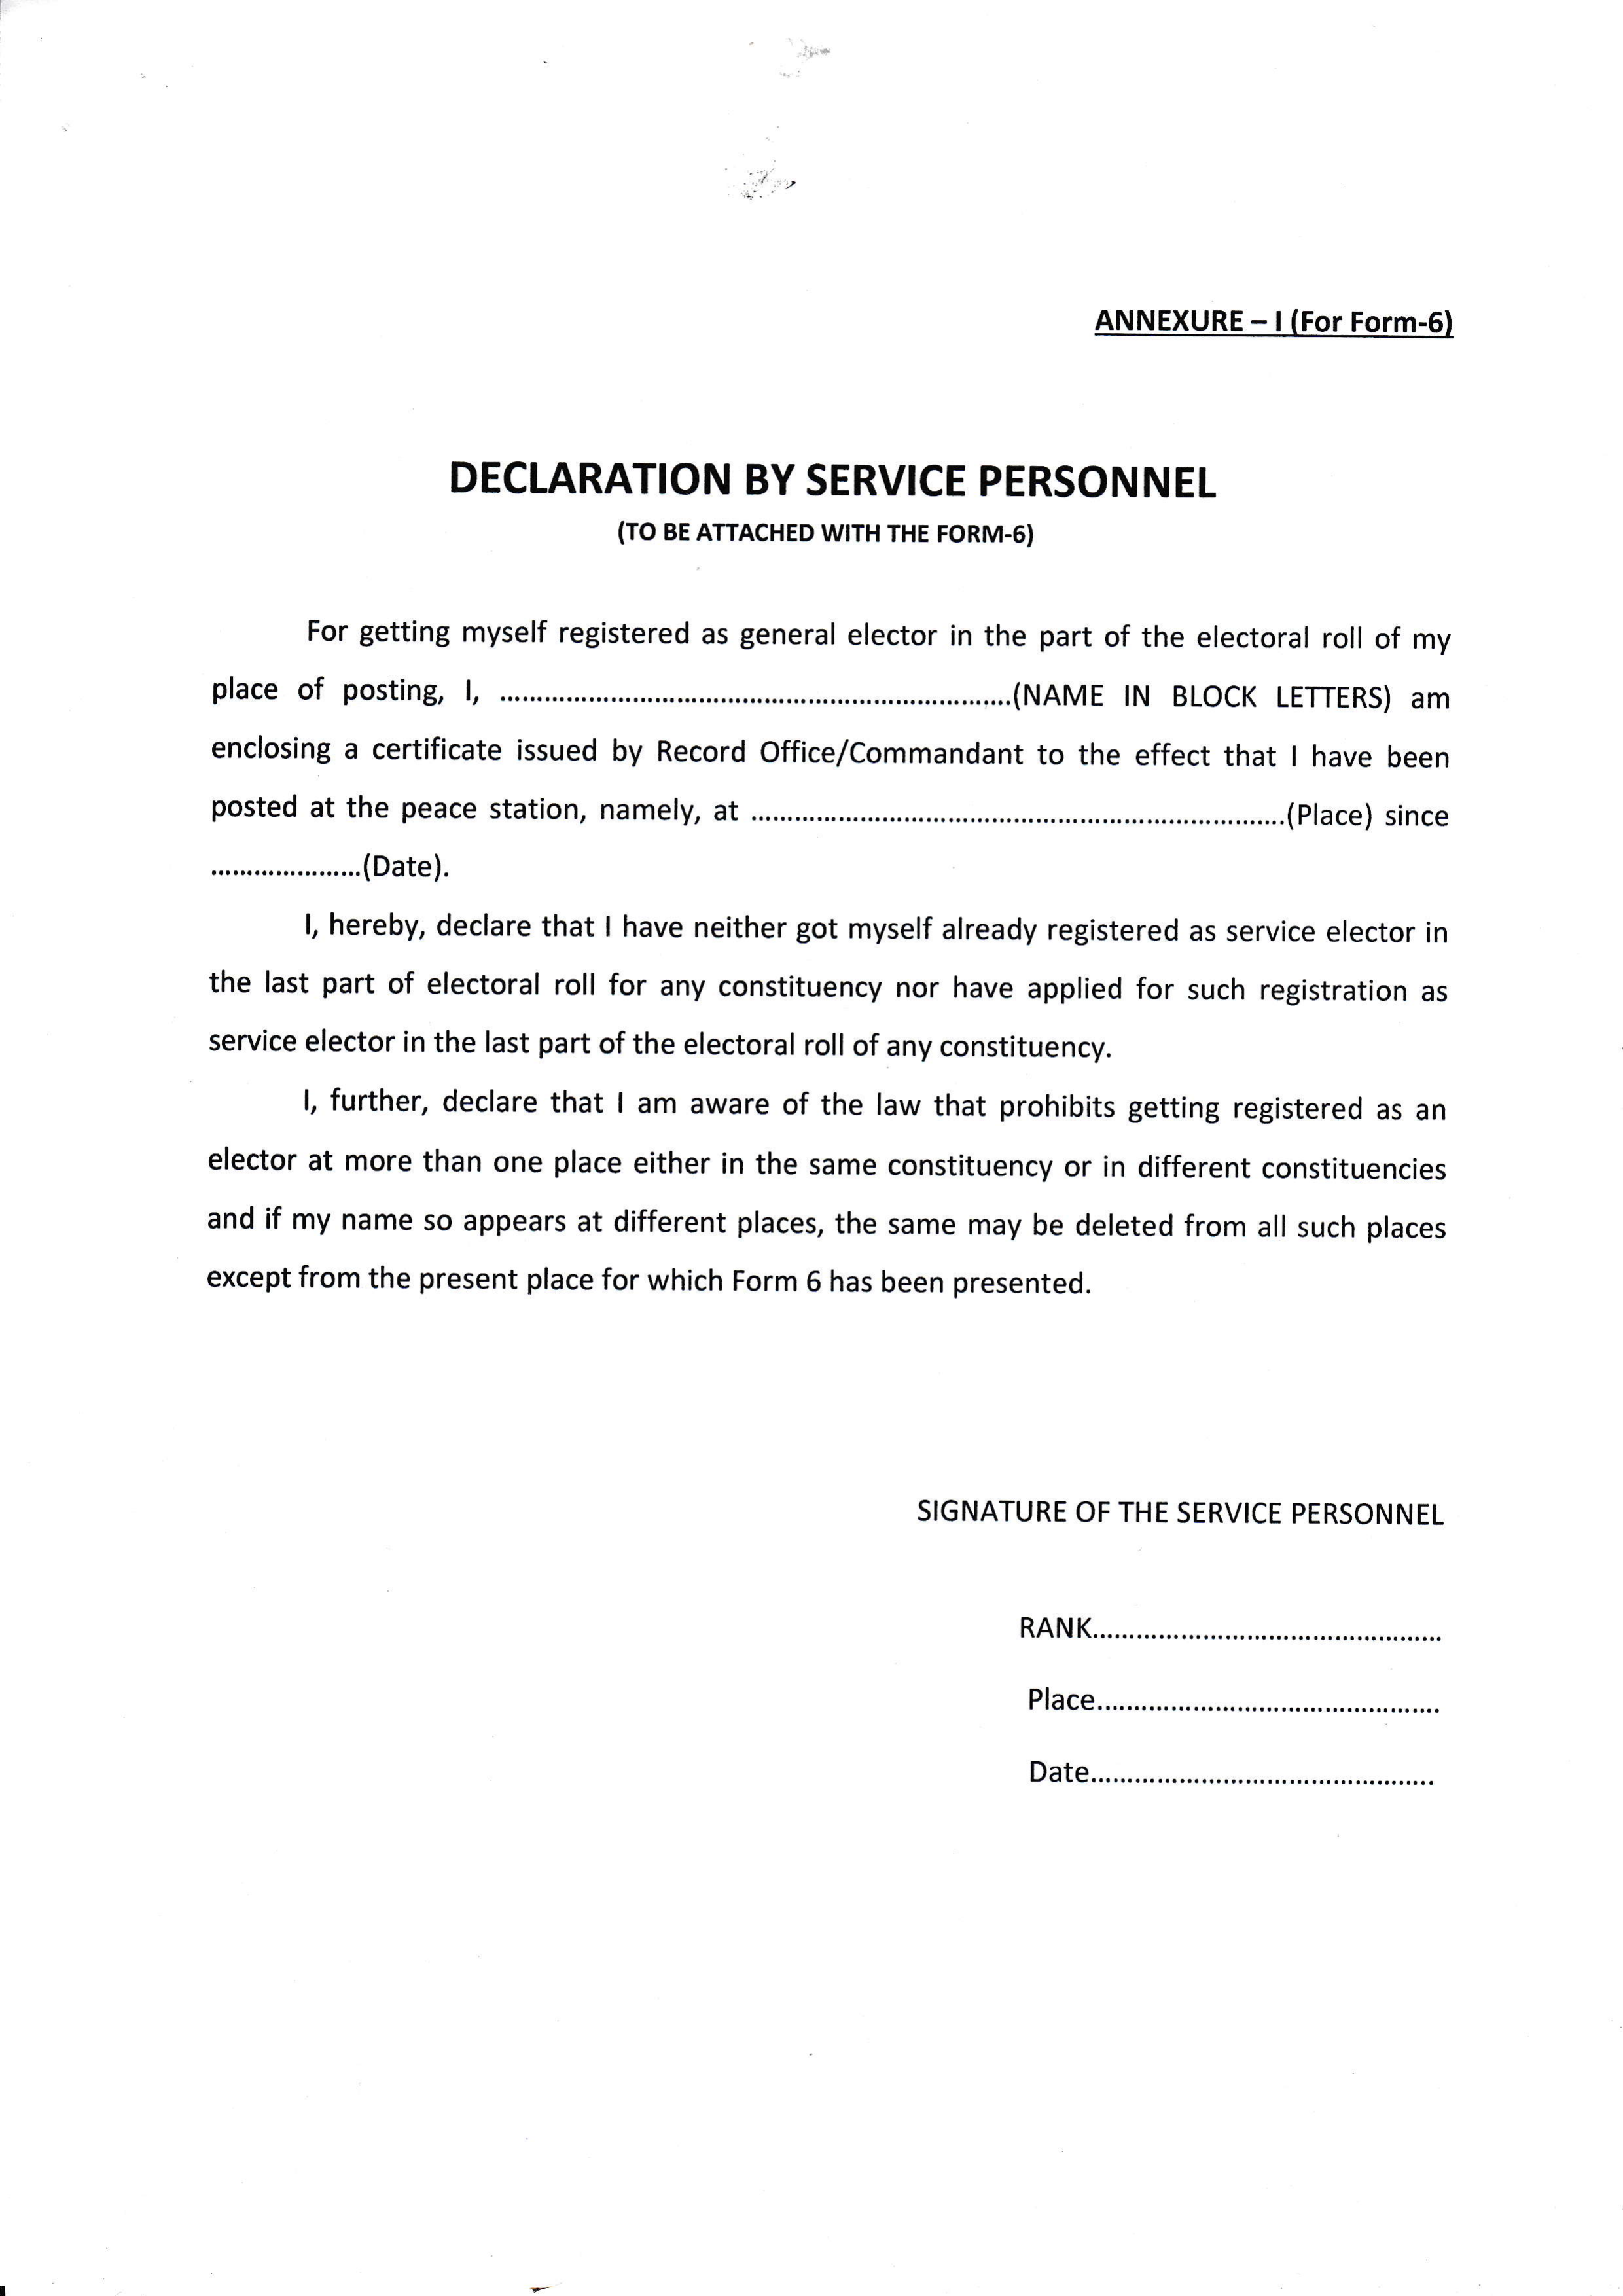 ANNEXURE – I (For Form-6)
DECLARATION BY SERVICE PERSONNEL
(TO BE ATTACHED WITH THE FORM-6)
For getting myself registered as general elector in the part of the electoral roll of my
place of posting, I, ......................................................................(NAME IN BLOCK LETTERS) am
enclosing a certificate issued by Record Office/Commandant to the effect that I have been
posted at the peace station, namely, at .........................................................................(Place) since
.....................(Date).
I, hereby, declare that I have neither got myself already registered as service elector in
the last part of electoral roll for any constituency nor have applied for such registration as
service elector in the last part of the electoral roll of any constituency.
I, further, declare that I am aware of the law that prohibits getting registered as an
elector at more than one place either in the same constituency or in different constituencies
and if my name so appears at different places, the same may be deleted from all such places
except from the present place for which Form 6 has been presented.
SIGNATURE OF THE SERVICE PERSONNEL
RANK................................................
Place...............................................
Date...............................................